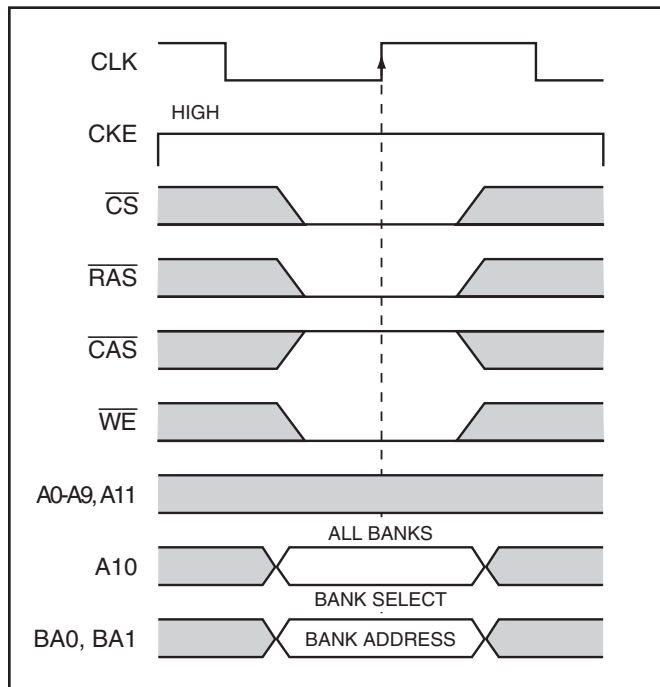 CLK
HIGH
CKE
CS
RAS
CAS
WE
A0-A9, A11
ALL BANKS
A10
BANK SELECT
BA0, BA1
BANK ADDRESS